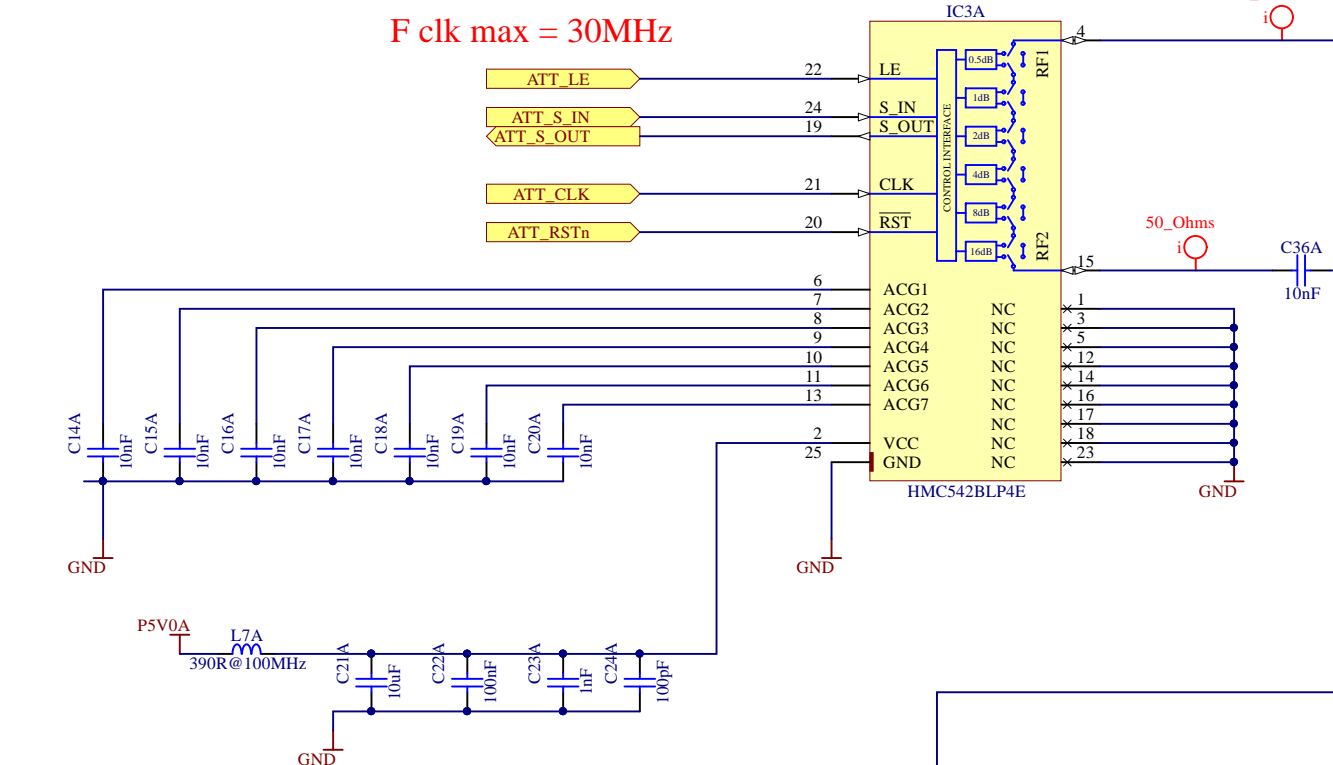 IC3A
i
F clk max = 30MHz
4
RF1
ATT_LE
22
LE
0.5dB
ATT_S_IN
24
S_IN
1dB
ATT_S_OUT
19
S_OUT
2dB
CONTROL INTERFACE
4dB
ATT_CLK
21
CLK
8dB
ATT_RSTn
20
RST
16dB
RF2
15
50_Ohms
i
C36A
10nF
6
ACG1
7
ACG2
NC
1
8
ACG3
NC
3
9
ACG4
NC
5
10
ACG5
NC
12
11
ACG6
NC
14
13
ACG7
NC
16
NC
17
2
VCC
NC
18
25
GND
NC
23
HMC542BLP4E
GND
C14A
10nF
C15A
10nF
C16A
10nF
C17A
10nF
C18A
10nF
C19A
10nF
C20A
10nF
GND
GND
P5V0A
L7A
390R@100MHz
C21A
10uF
C22A
100nF
C23A
1nF
C24A
100pF
GND